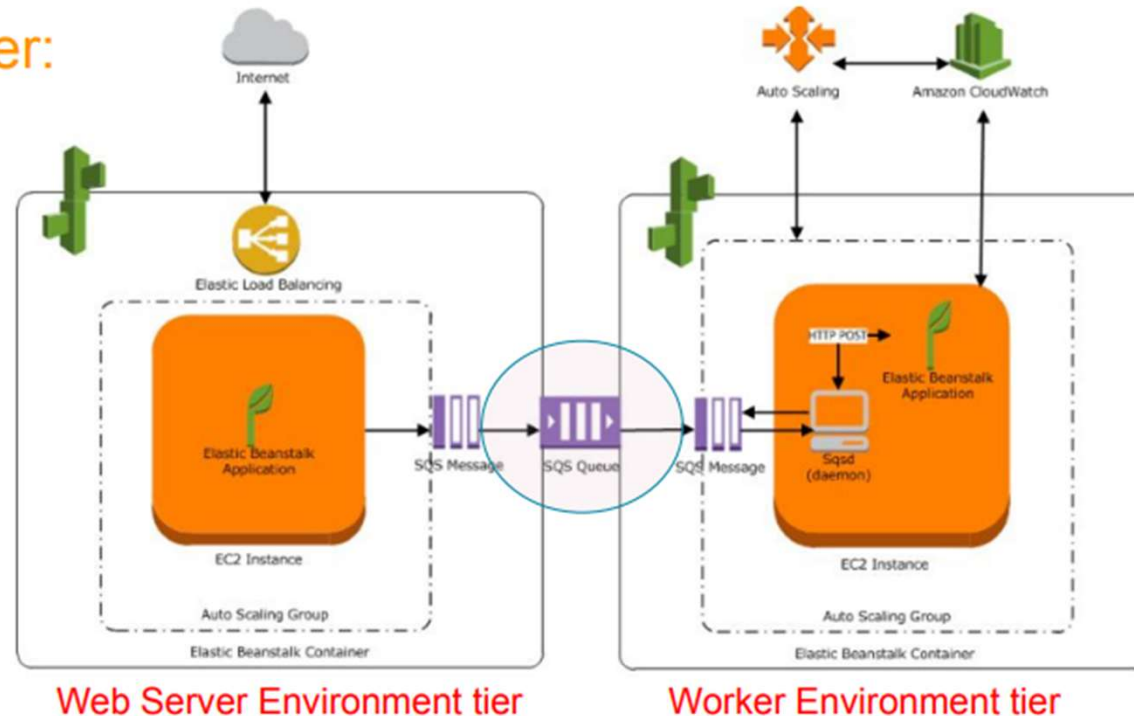 er:
Internet
Auto Scaling
Amazon CloudWatch
Elastic Load Balancing
HTTP POST
Elastic Beanstalk
Application
Elastic Beanstalk
Application
SQS Message
SQS Queue
SQS Message
Sqsd
(daemon)
EC2 Instance
EC2 Instance
Auto Scaling Group
Auto Scaling Group
Elastic Beanstalk Container
Elastic Beanstalk Container
Web Server Environment tier
Worker Environment tier